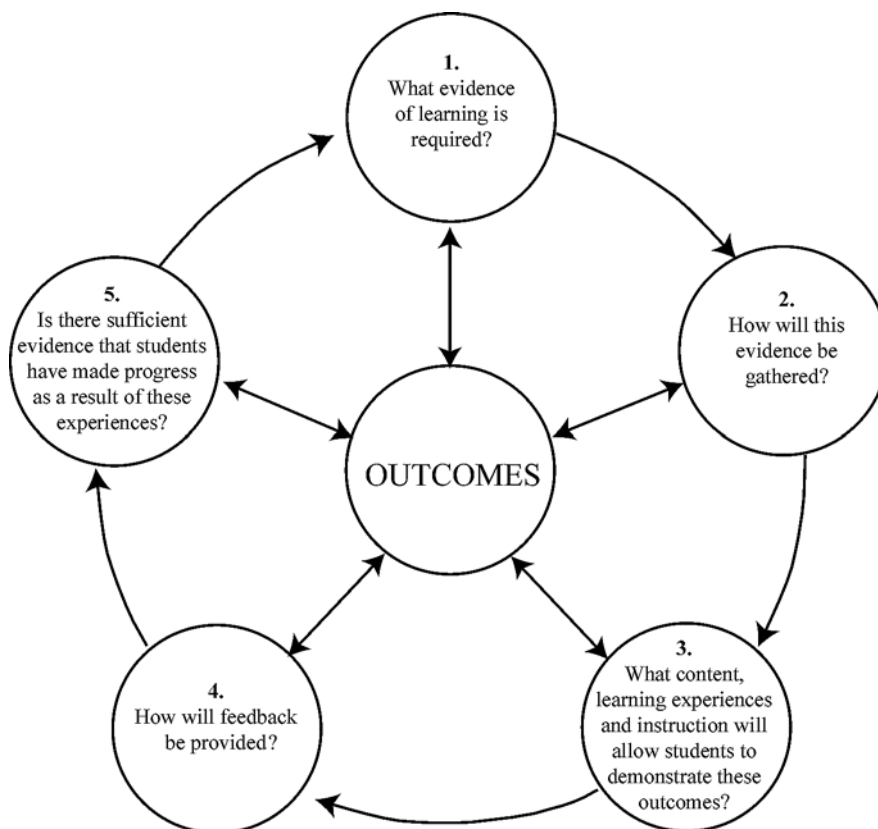 1.
What evidence
of learning is
required?
2.
How will this
evidence be
gathered?
3.
What content,
learning experiences
and instruction will
allow students to
demonstrate these
outcomes?
4.
How will feedback
be provided?
5.
Is there sufficient
evidence that students
have made progress
as a result of these
experiences?
OUTCOMES